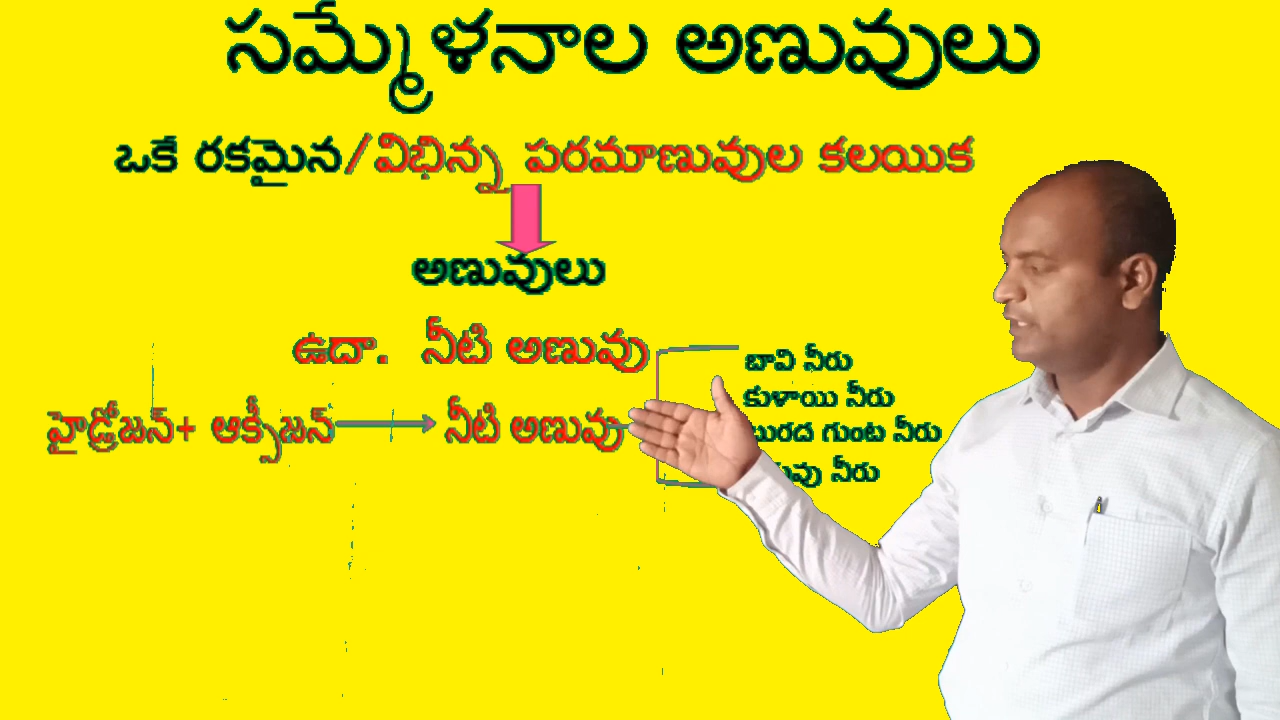 సమ్మేళనాల అణువులు
ఒకే రకమైన/విభిన్న పరమాణువుల కలయిక
అణువులు
ఉదా. నీటి అణువు
బావి నీరు
కుళాయి నీరు
హైడ్రోజన్+ ఆక్సీజన్ నీటి అణువు
గుంట నీరు
నీరు